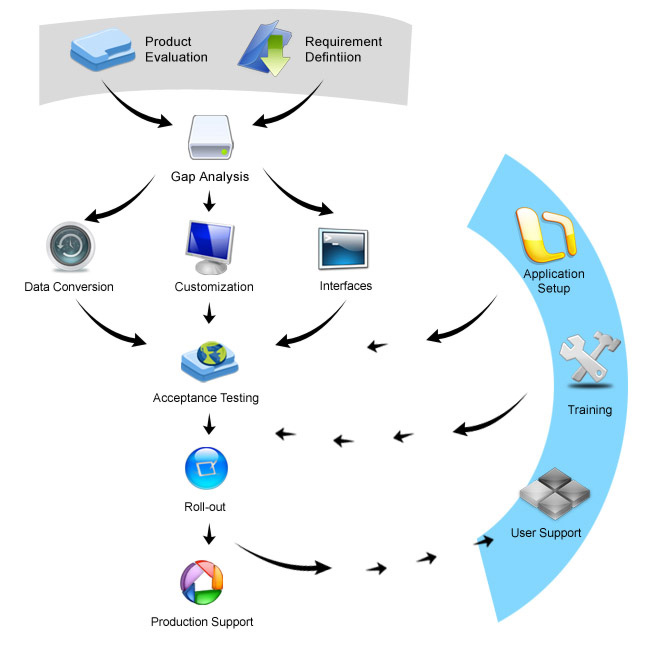 Product
Evaluation
Requirement
Defintiion
Gap Analysis
Data Conversion
Customization
Interfaces
Application
Setup
Acceptance Testing
Training
Roll-out
User Support
Production Support